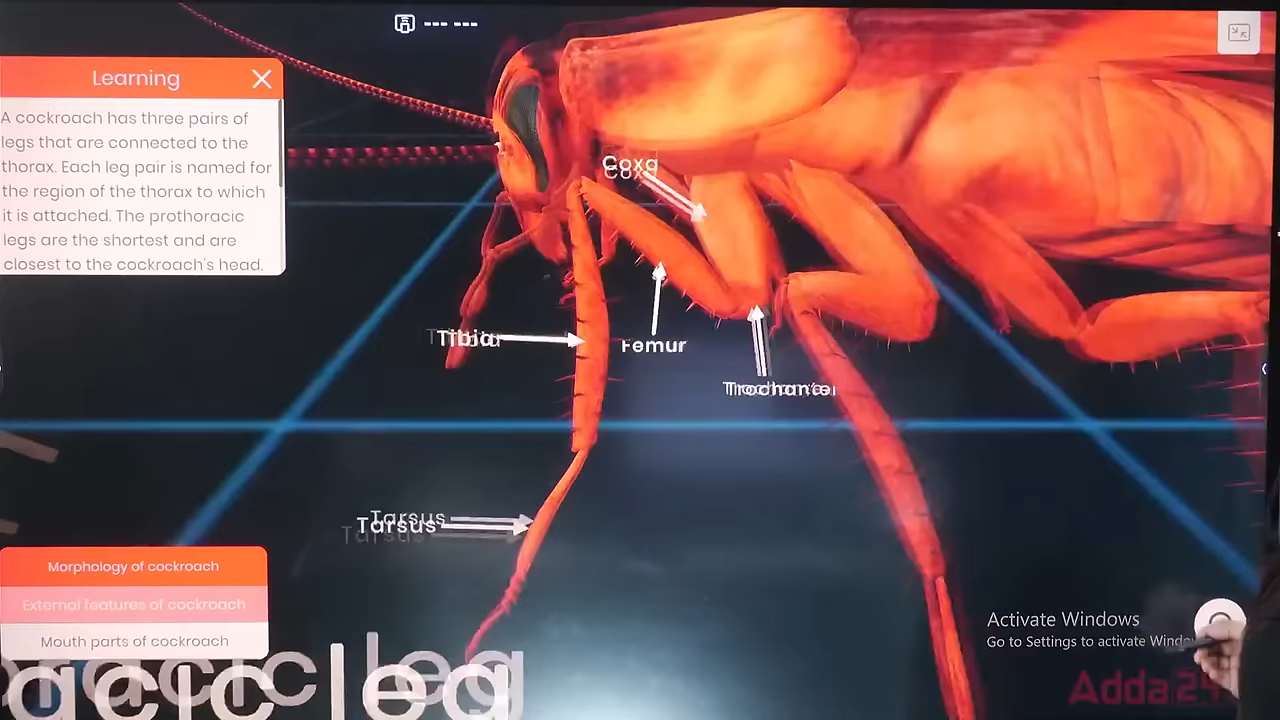 Learning
A cockroach has three pairs of
legs that are connected to the
thorax. Each leg pair is named for
the region of the thorax to which
it is attached. The prothoracic
legs are the shortest and are
closest to the cockroach's head.
Coxa
Tibia
Femur
Trochanter
Tarsus
Morphology of cockroach
External features of cockroach
Mouth parts of cockroach
leg
Activate Windows
Go to Settings to activate
Adda24